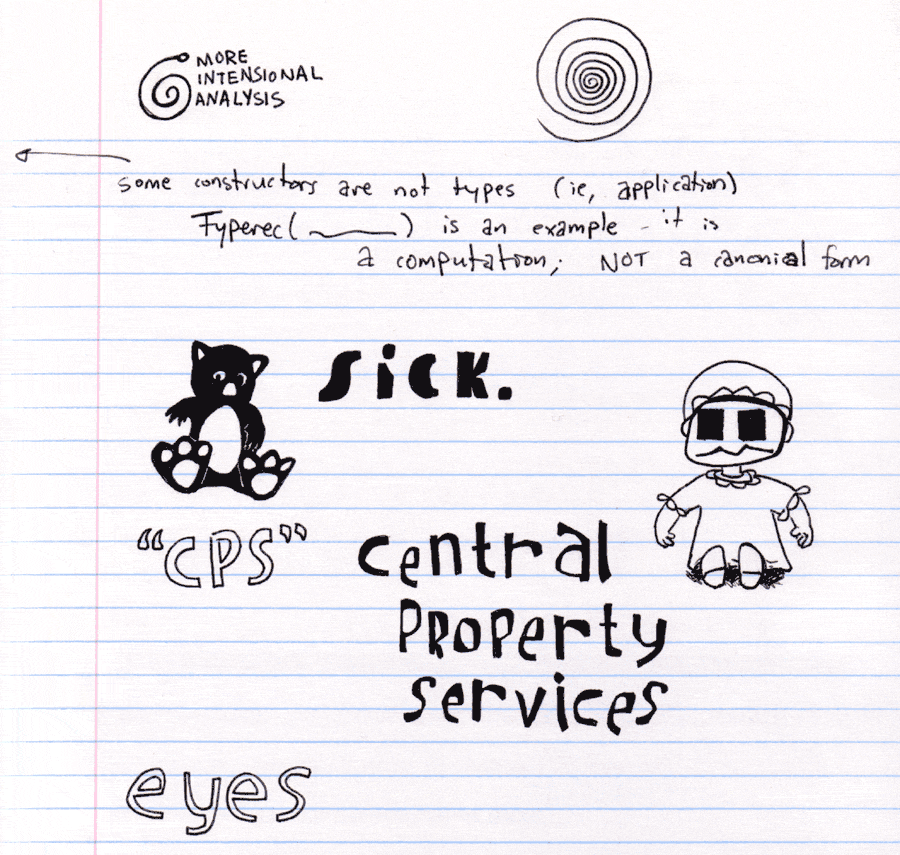 MORE
INTENSIONAL
ANALYSIS
some constructors are not types (ie, application)
Typerec( ) is an example - it is
a computation; NOT a canonical form
sick.
"CPS" central
PRoperty
services
eyes